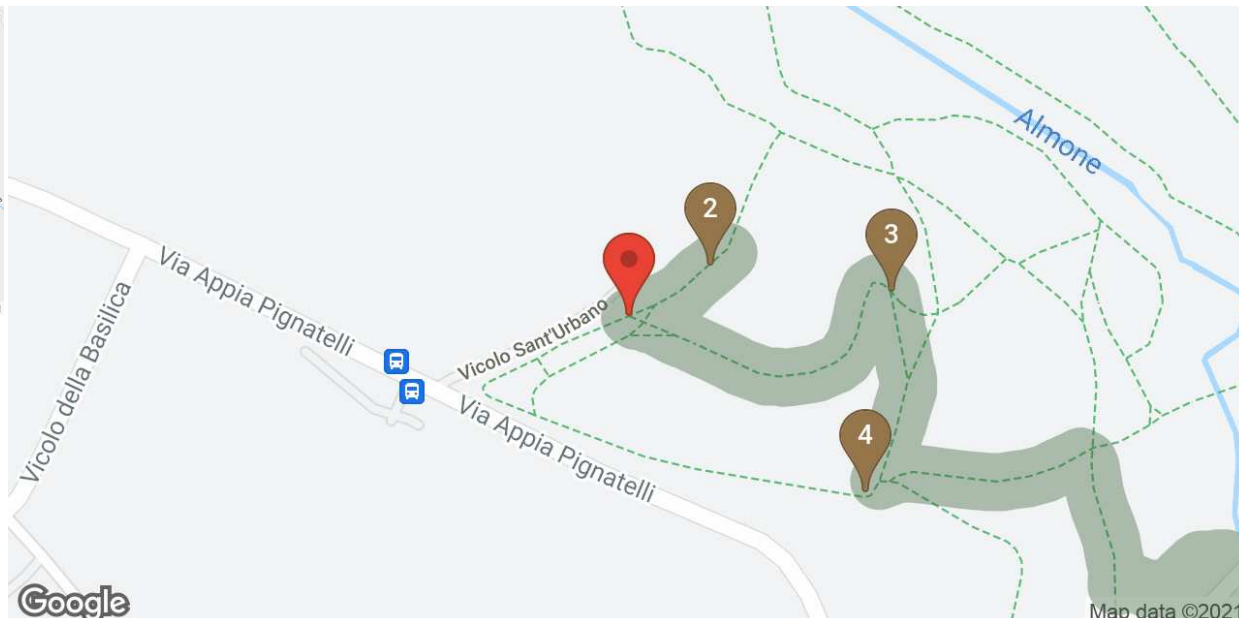 Almone
2
3
Via Appia Pignatelli
Vicolo Sant'Urbano
Vicolo della Basilica
Via Appia Pignatelli
4
Google
Map data ©2021